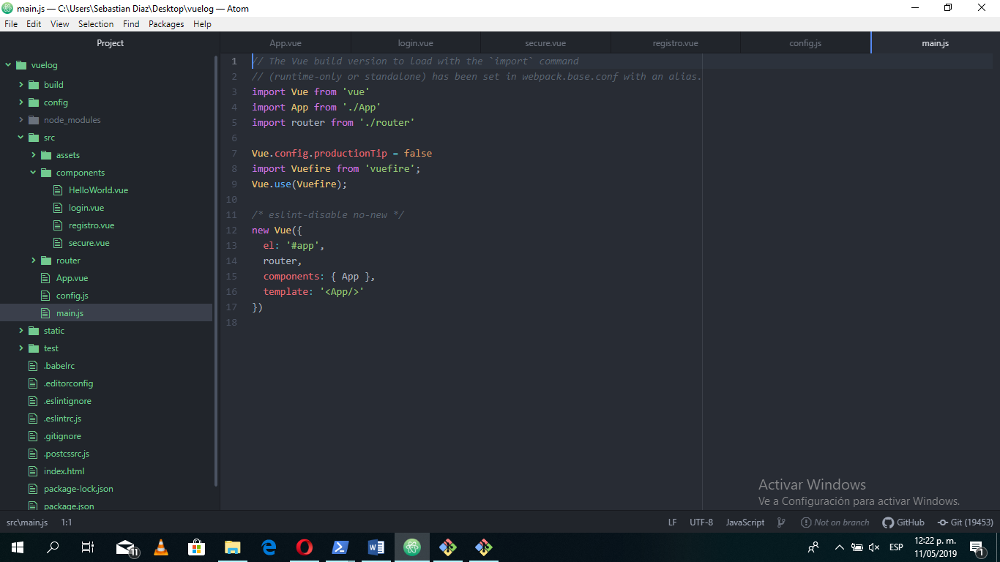 main.js — C:\Users\Sebastian Diaz\Desktop\vuelog — Atom
File Edit View Selection Find Packages Help
Project
vuelog
build
config
node_modules
src
assets
components
HelloWorld.vue
login.vue
registro.vue
secure.vue
router
App.vue
config.js
main.js
static
test
.babelrc
.editorconfig
.eslintignore
.eslintrc.js
.gitignore
.postcssrc.js
index.html
package-lock.json
package.json
App.vue login.vue secure.vue registro.vue config.js main.js
1 // The Vue build version to load with the `import` command
2 // (runtime-only or standalone) has been set in webpack.base.conf with an alias.
3 import Vue from 'vue'
4 import App from './App'
5 import router from './router'
6
7 Vue.config.productionTip = false
8 import Vuefire from 'vuefire';
9 Vue.use(Vuefire);
10
11 /* eslint-disable no-new */
12 new Vue({
13   el: '#app',
14   router,
15   components: { App },
16   template: '<App/>'
17 })
18
Activar Windows
Ve a Configuración para activar Windows.
src\main.js 1:1 LF UTF-8 JavaScript Not on branch GitHub Git (19453)
11 ESP 12:22 p. m.
11/05/2019 1